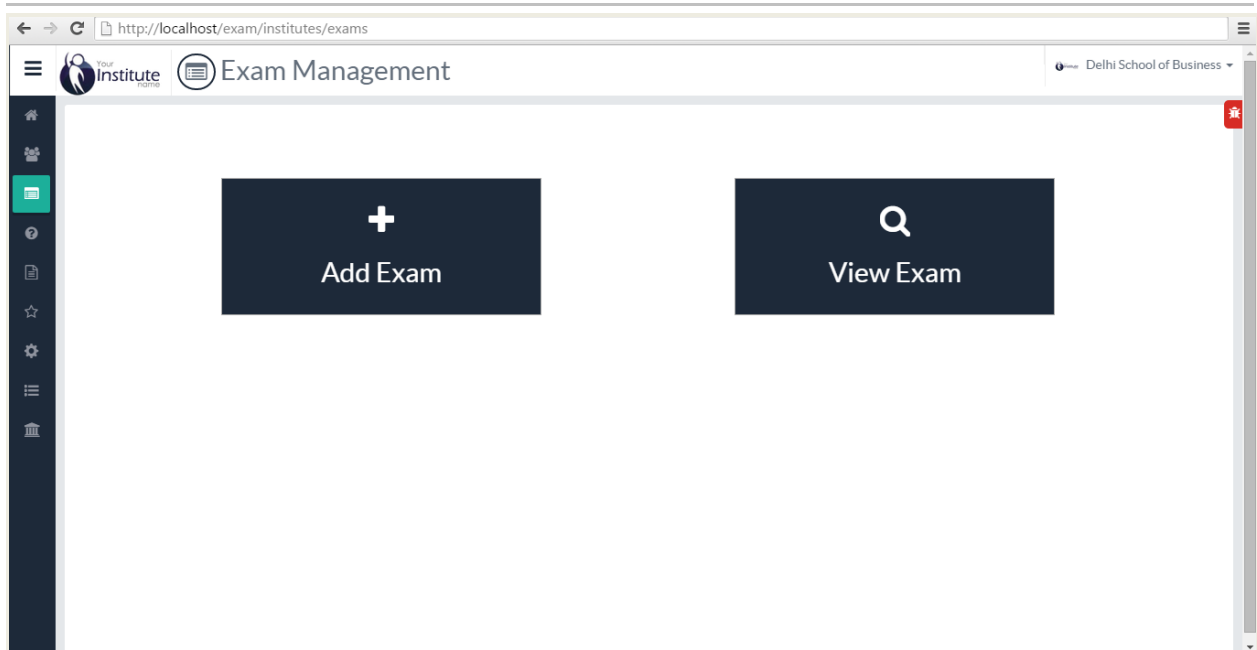 http://localhost/exam/institutes/exams
Your
Institute
name
Exam Management
Delhi School of Business
Add Exam
View Exam